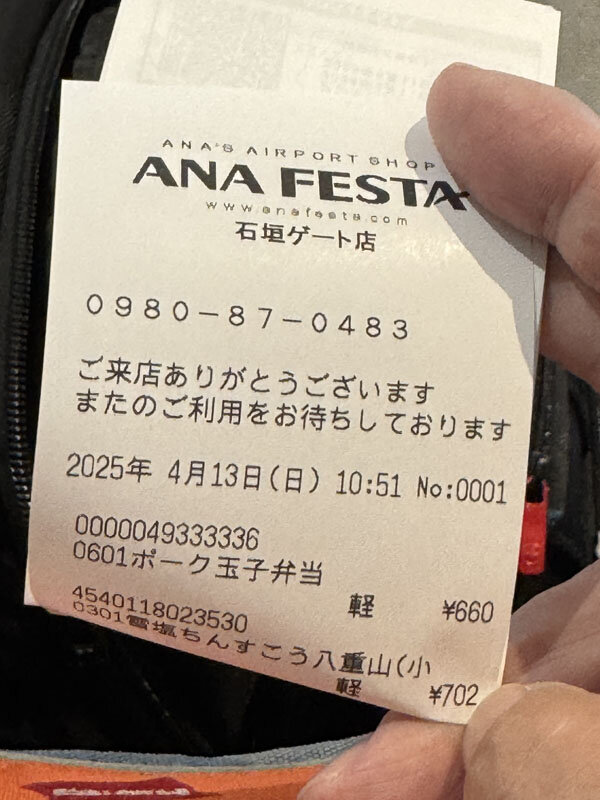 ANA'S AIRPORT SHOP
ANA FESTA
www.anafesta.com
石垣ゲート店
0980-87-0483
ご来店ありがとうございます
またのご利用をお待ちしております
2025年 4月13日(日) 10:51 No:0001
0000049333336
0601ポーク玉子弁当
軽 ¥660
4540118023530
0301雪塩ちんすこう八重山(小
軽 ¥702